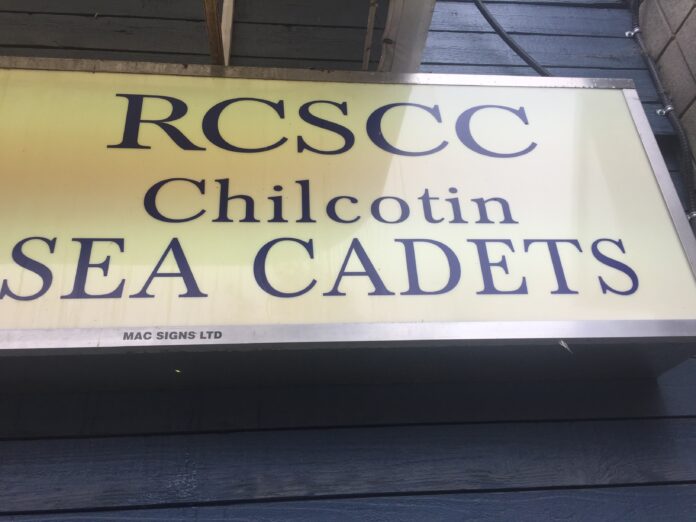 RCSCC
Chilcotin
SEA CADETS
MAC SIGNS LTD